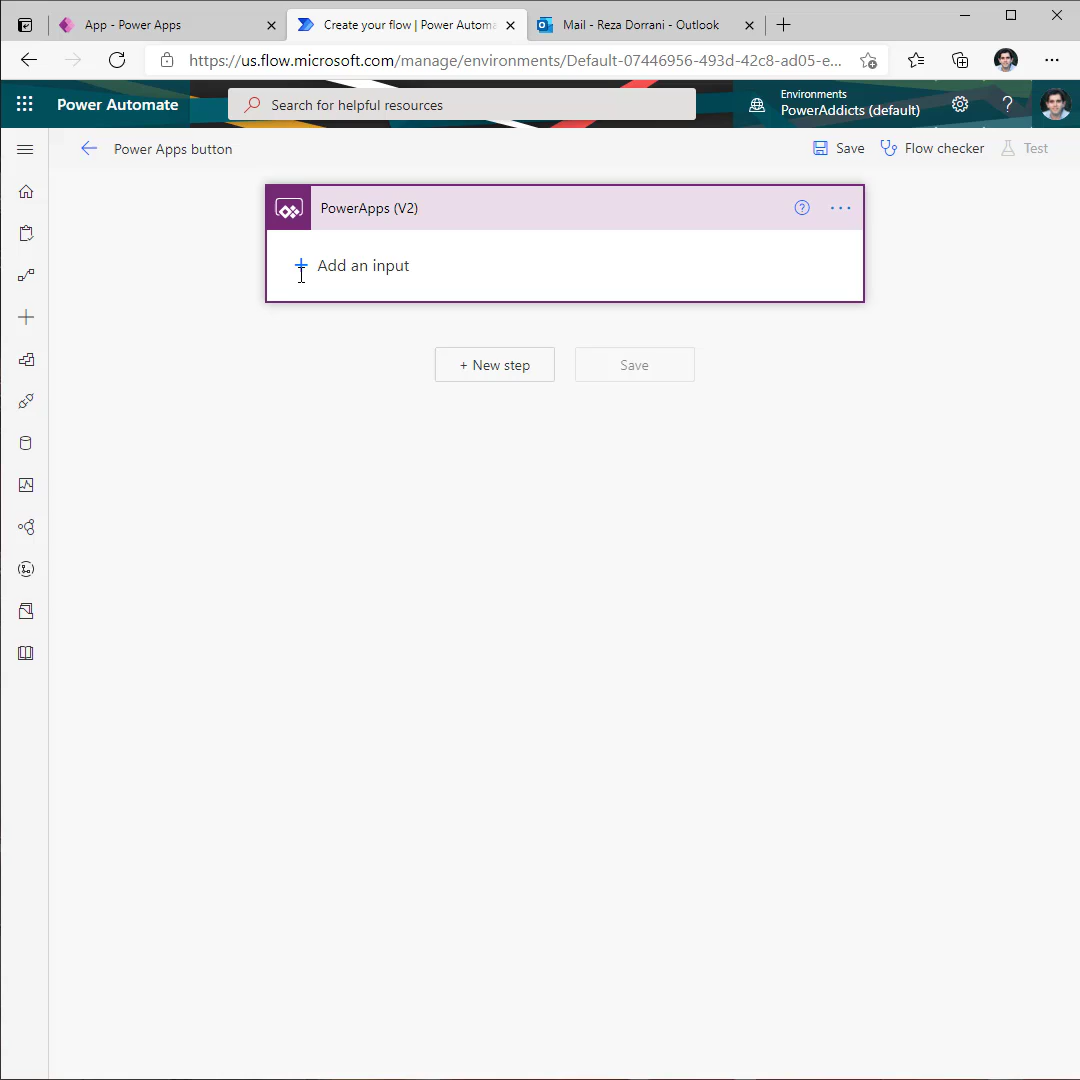 App - Power Apps
Create your flow | Power Automa
Mail - Reza Dorrani - Outlook
https://us.flow.microsoft.com/manage/environments/Default-07446956-493d-42c8-ad05-e...
Power Automate
Search for helpful resources
Environments
PowerAddicts (default)
Power Apps button
Save
Flow checker
Test
PowerApps (V2)
+ Add an input
+ New step
Save